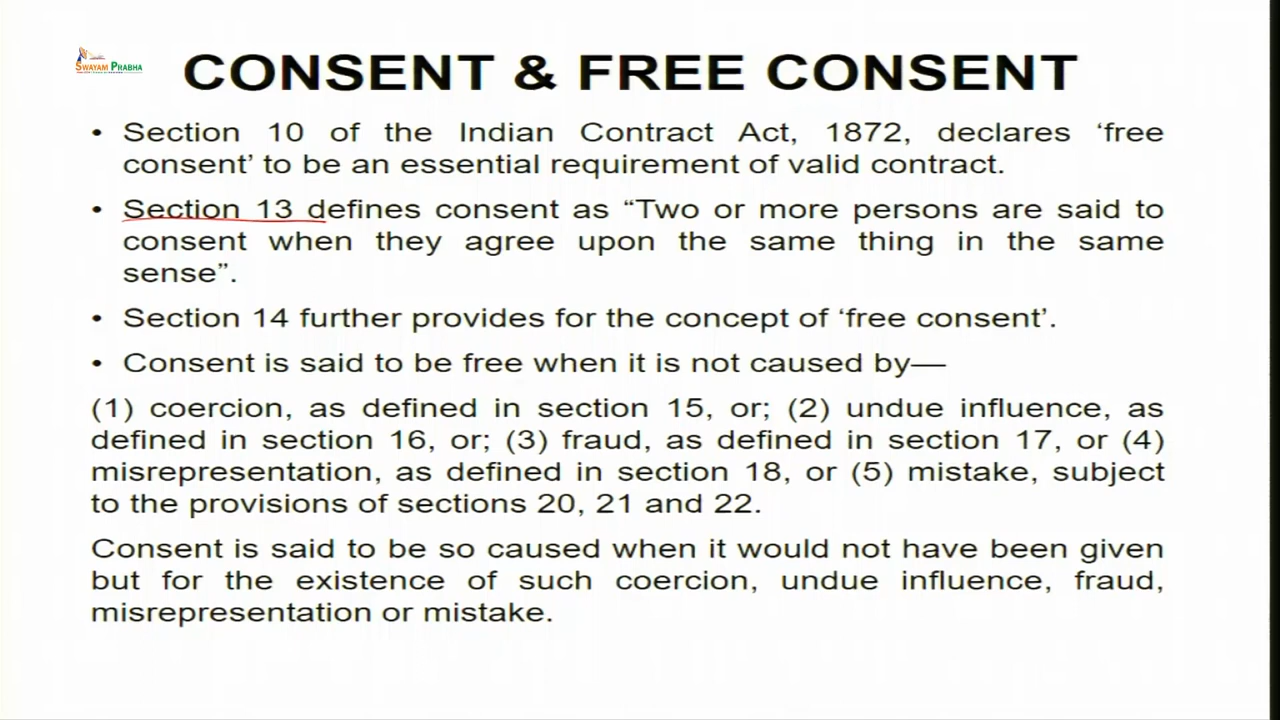 SWAYAM PRABHA
CONSENT & FREE CONSENT
• Section 10 of the Indian Contract Act, 1872, declares ‘free
consent’ to be an essential requirement of valid contract.
• Section 13 defines consent as “Two or more persons are said to
consent when they agree upon the same thing in the same
sense”.
• Section 14 further provides for the concept of ‘free consent’.
• Consent is said to be free when it is not caused by—
(1) coercion, as defined in section 15, or; (2) undue influence, as
defined in section 16, or; (3) fraud, as defined in section 17, or (4)
misrepresentation, as defined in section 18, or (5) mistake, subject
to the provisions of sections 20, 21 and 22.
Consent is said to be so caused when it would not have been given
but for the existence of such coercion, undue influence, fraud,
misrepresentation or mistake.